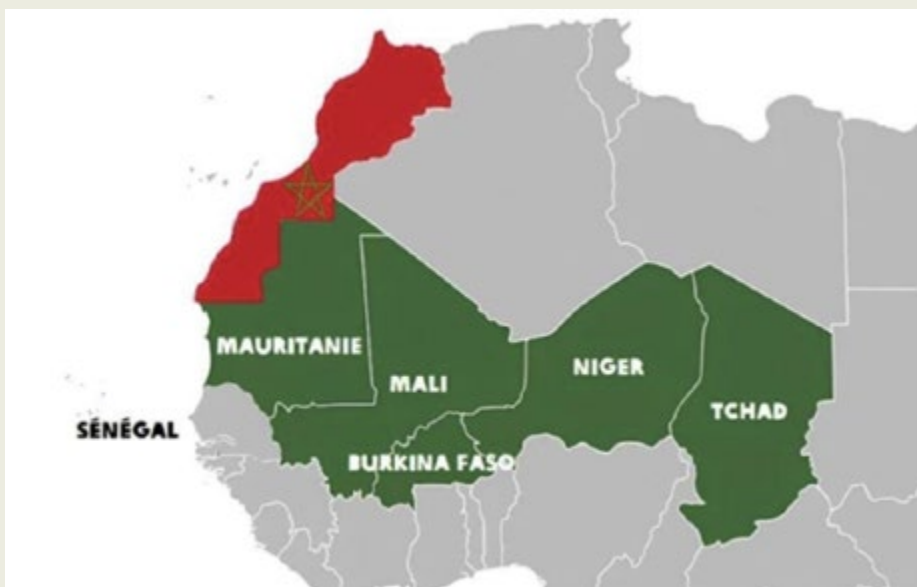 MAURITANIE
MALI
NIGER
TCHAD
SÉNÉGAL
BURKINA FASO